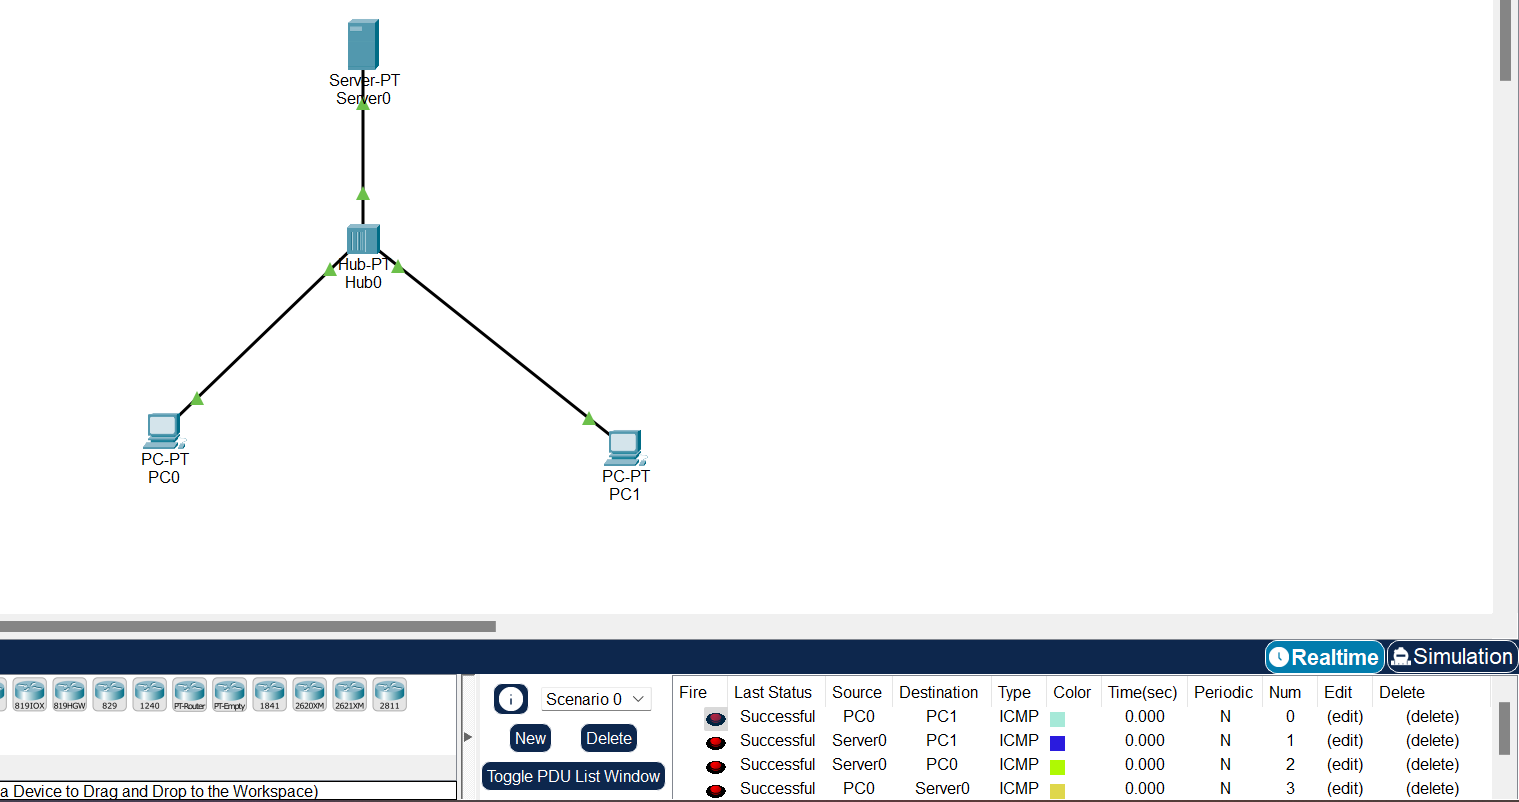 Server-PT
Server0
Hub-PT
Hub0
PC-PT
PC0
PC-PT
PC1
Realtime
Simulation
819IOX 819HGW 829 1240 PT-Router PT-Empty 1841 2620XM 2621XM 2811
a Device to Drag and Drop to the Workspace)
i
Scenario 0
New
Delete
Toggle PDU List Window
Fire Last Status Source Destination Type Color Time(sec) Periodic Num Edit Delete
Successful PC0 PC1 ICMP 0.000 N 0 (edit) (delete)
Successful Server0 PC1 ICMP 0.000 N 1 (edit) (delete)
Successful Server0 PC0 ICMP 0.000 N 2 (edit) (delete)
Successful PC0 Server0 ICMP 0.000 N 3 (edit) (delete)